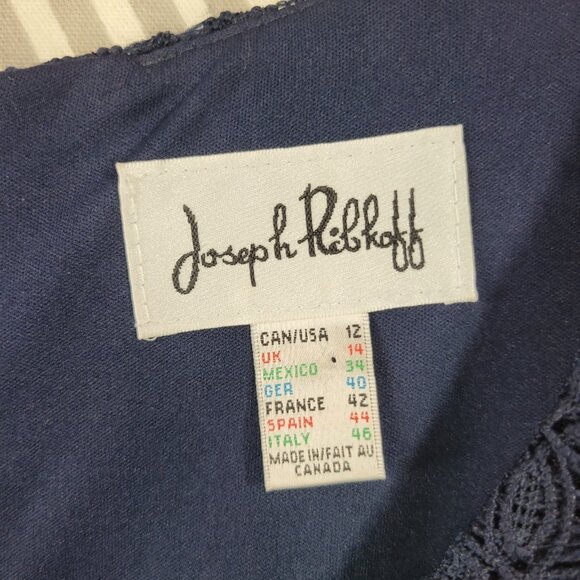 Joseph Ribkoff
CAN/USA 12
UK 14
MEXICO 34
GER 40
FRANCE 42
SPAIN 44
ITALY 46
MADE IN/FAIT AU
CANADA